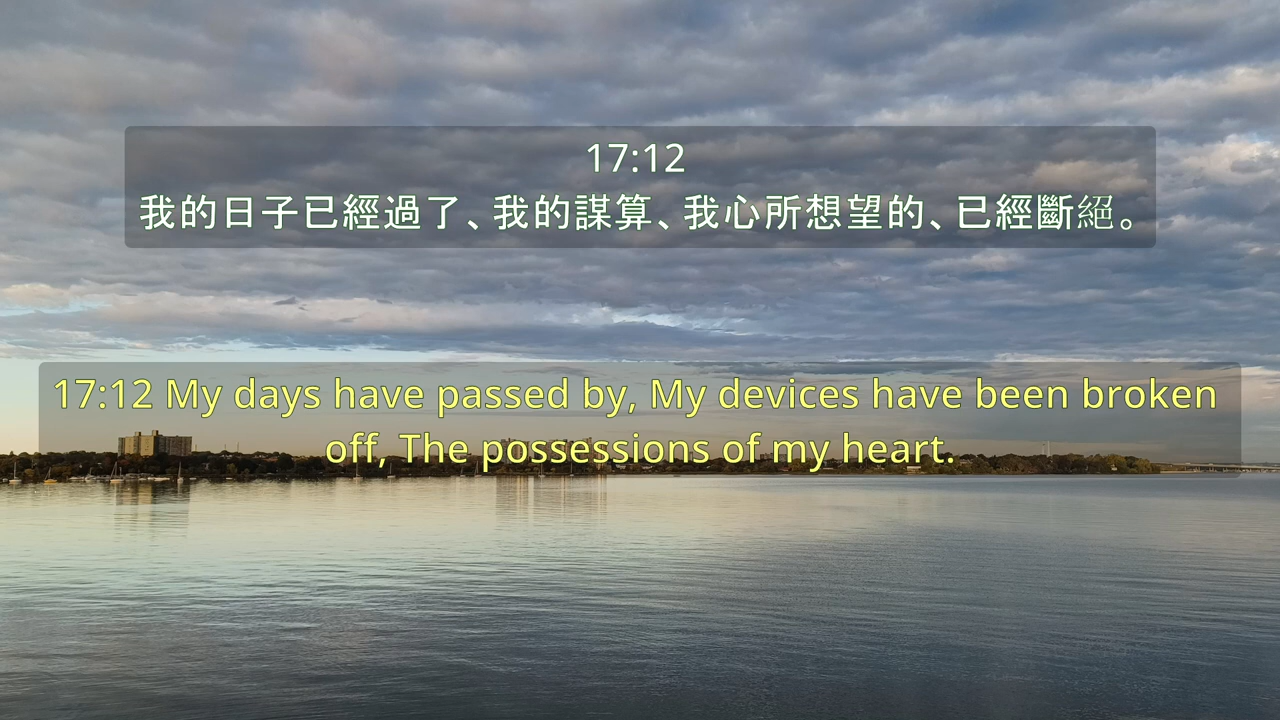 17:12
我的日子已經過了、我的謀算、我心所想望的、已經斷絕。
17:12 My days have passed by, My devices have been broken
off, The possessions of my heart.